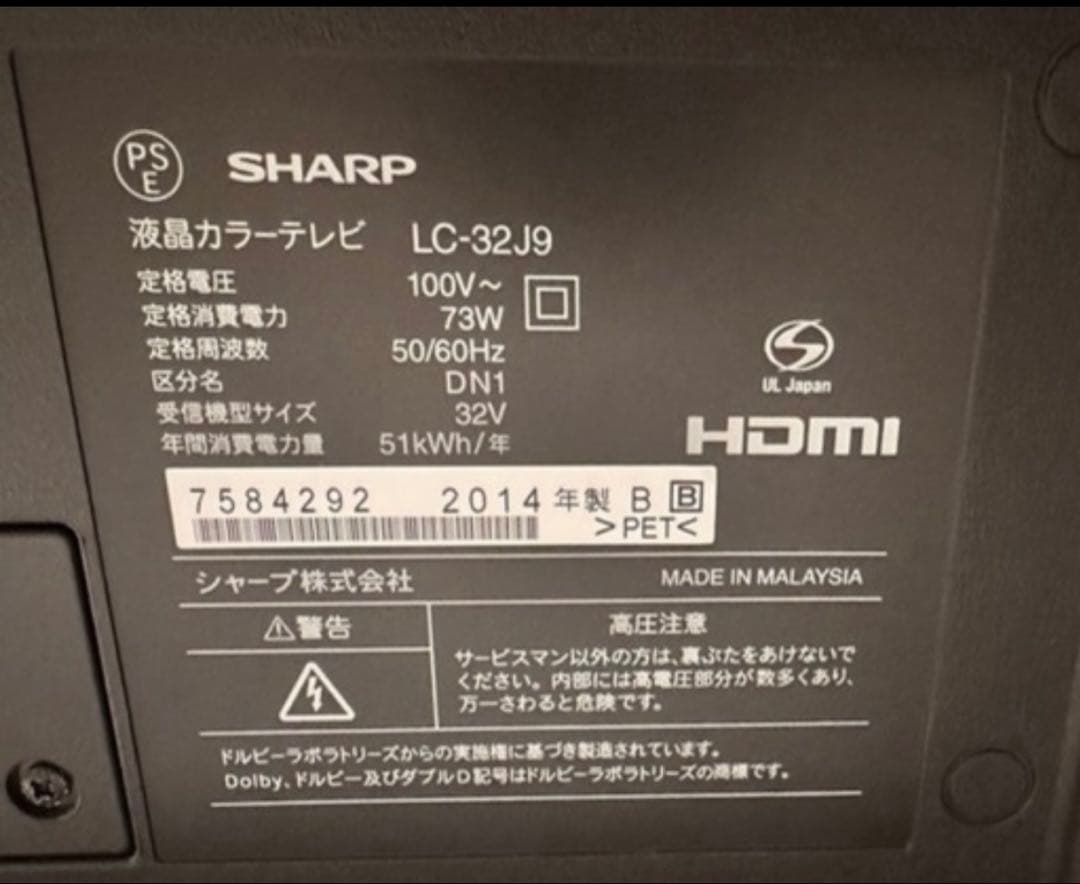 PS
E
SHARP
液晶カラーテレビ LC-32J9
定格電圧 100V～
定格消費電力 73W
定格周波数 50/60Hz
区分名 DN1
受信機型サイズ 32V
年間消費電力量 51kWh/年
UL Japan
HDMI
7584292 2014年製 B B
>PET<
シャープ株式会社 MADE IN MALAYSIA
⚠警告
高圧注意
サービスマン以外の方は、裏ぶたをあけないで
ください。内部には高電圧部分が数多くあり、
万一さわると危険です。
ドルビーラボラトリーズからの実施権に基づき製造されています。
Dolby、ドルビー及びダブルD記号はドルビーラボラトリーズの商標です。